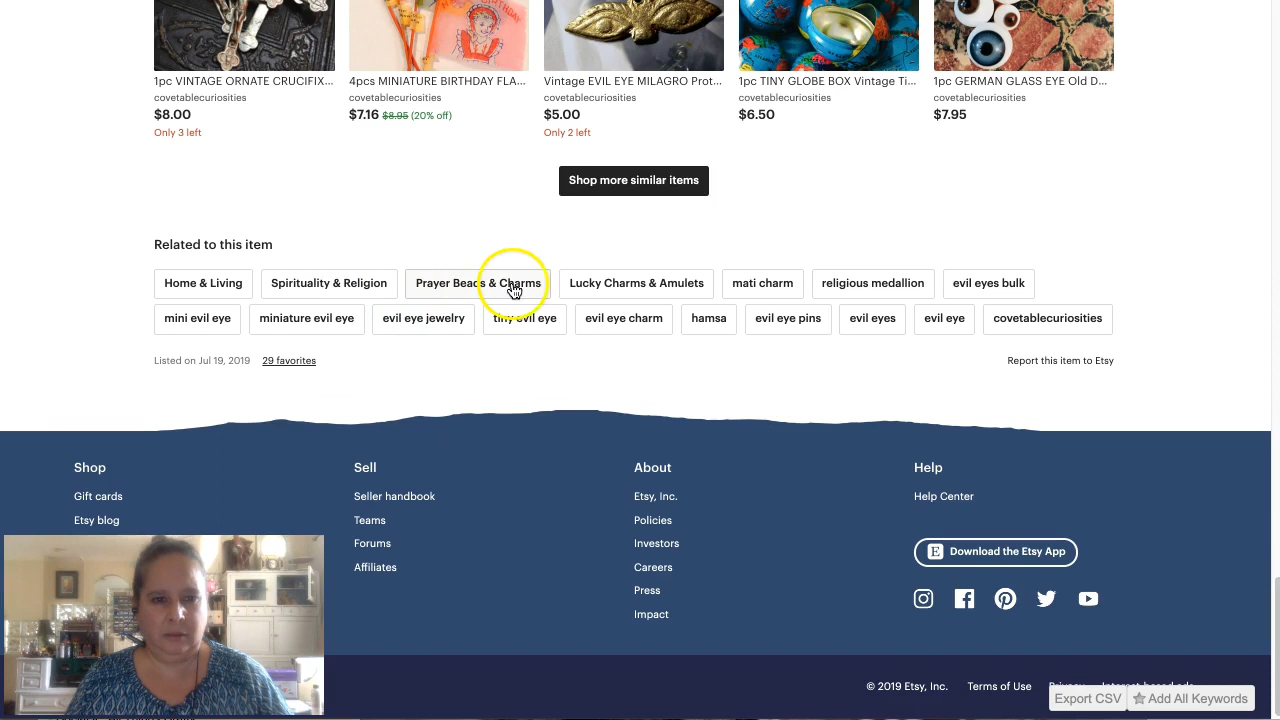 1pc VINTAGE ORNATE CRUCIFIX... 4pcs MINIATURE BIRTHDAY FLA... Vintage EVIL EYE MILAGRO Prot... 1pc TINY GLOBE BOX Vintage Ti... 1pc GERMAN GLASS EYE Old D...
covetablecuriosities covetablecuriosities covetablecuriosities covetablecuriosities covetablecuriosities
$8.00 $7.16 $8.95 (20% off) $5.00 $6.50 $7.95
Only 3 left Only 2 left
Shop more similar items
Related to this item
Home & Living Spirituality & Religion Prayer Beads & Charms Lucky Charms & Amulets mati charm religious medallion evil eyes bulk
mini evil eye miniature evil eye evil eye jewelry tiny evil eye evil eye charm hamsa evil eye pins evil eyes evil eye covetablecuriosities
Listed on Jul 19, 2019 29 favorites Report this item to Etsy
Shop Sell About Help
Gift cards Seller handbook Etsy, Inc. Help Center
Etsy blog Teams Policies
Forums Investors
E Download the Etsy App
Affiliates Careers
Press
Impact
© 2019 Etsy, Inc. Terms of Use Privacy Interest-based ads
Export CSV Add All Keywords